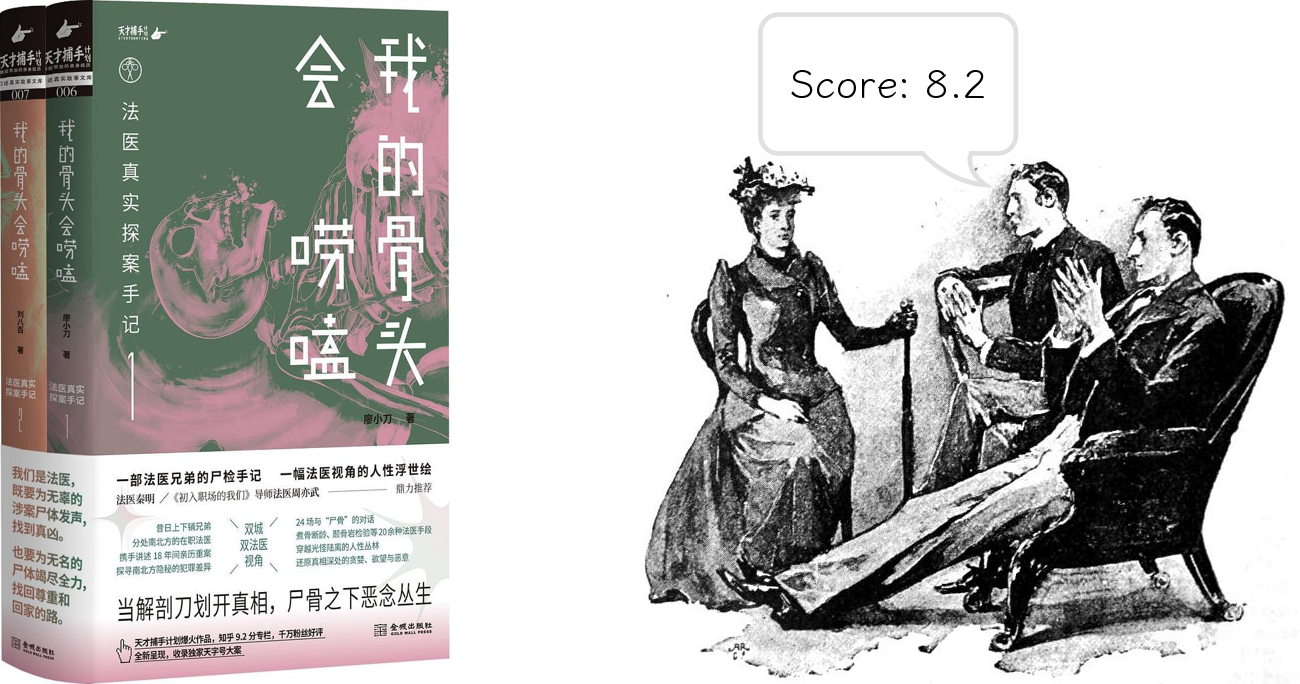 天才捕手计划
007
我的骨头会唠嗑
刘八百 著
法医真实
探案手记
2
天才捕手计划
006
我的骨头会唠嗑
廖小刀 著
法医真实
探案手记
1
我们是法医,
既要为无辜的
涉案尸体发声,
找到真凶。
也要为无名的
尸体竭尽全力,
找回尊重和
回家的路。
金城出版社
GOLD WALL PRESS
天才捕手计划
STORYHUNTING
我的骨头
会唠嗑
法医真实探案手记
1
廖小刀 著
一部法医兄弟的尸检手记 一幅法医视角的人性浮世绘
法医秦明 /《初入职场的我们》导师法医周亦武 鼎力推荐
昔日上下铺兄弟
分处南北方的在职法医
携手讲述 18 年间亲历重案
探寻南北方隐秘的犯罪差异
双城
双法医
视角
24 场与“尸骨”的对话
煮骨断龄、颞骨岩检验等20余种法医手段
穿越光怪陆离的人性丛林
还原真相深处的贪婪、欲望与恶意
当解剖刀划开真相，尸骨之下恶念丛生
天才捕手计划爆火作品，知乎 9.2 分专栏，千万粉丝好评
全新呈现，收录独家天字号大案
金城出版社
GOLD WALL PRESS
Score: 8.2